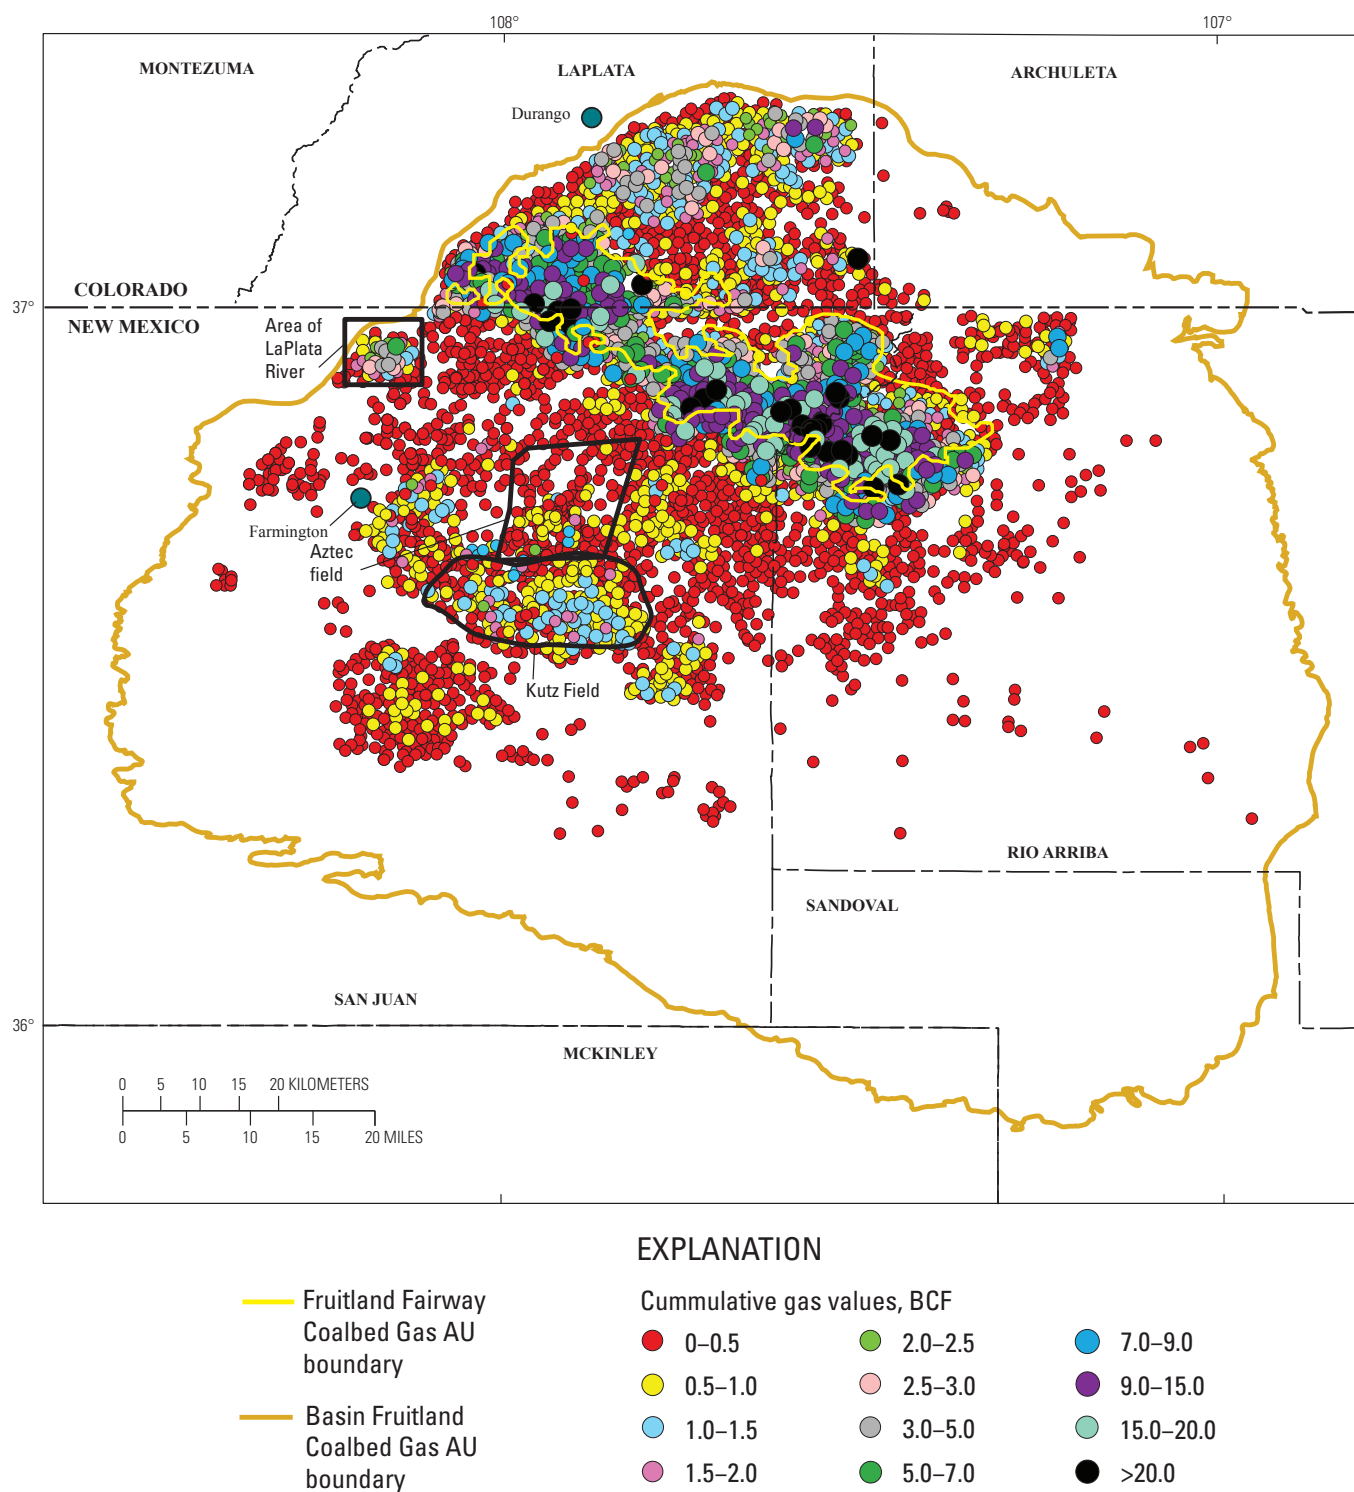 108°
107°
MONTEZUMA
LAPLATA
ARCHULETA
Durango
37°
COLORADO
NEW MEXICO
Area of
LaPlata
River
Farmington
Aztec
field
Kutz Field
RIO ARRIBA
SANDOVAL
SAN JUAN
36°
MCKINLEY
0 5 10 15 20 KILOMETERS
0 5 10 15 20 MILES
EXPLANATION
Fruitland Fairway
Coalbed Gas AU
boundary
Basin Fruitland
Coalbed Gas AU
boundary
Cummulative gas values, BCF
0–0.5
0.5–1.0
1.0–1.5
1.5–2.0
2.0–2.5
2.5–3.0
3.0–5.0
5.0–7.0
7.0–9.0
9.0–15.0
15.0–20.0
>20.0